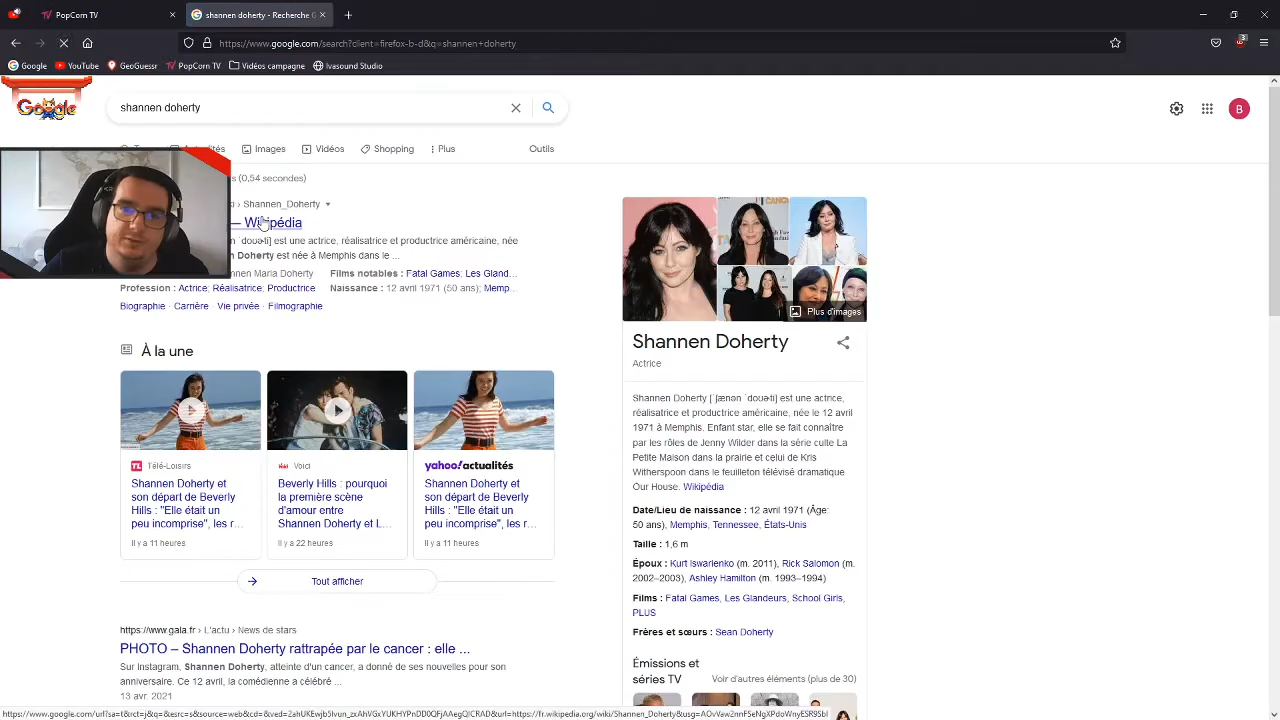 PopCorn TV
shannen doherty - Recherche G
https://www.google.com/search?client=firefox-b-d&q=shannen+doherty
3
Google YouTube GeoGuessr PopCorn TV Vidéos campagne Ivasound Studio
Google
shannen doherty
B
Images Vidéos Shopping Plus Outils
(0,54 secondes)
› Shannen_Doherty
– Wikipédia
est une actrice, réalisatrice et productrice américaine, née
Doherty est née à Memphis dans le ...
Shannen Maria Doherty Films notables : Fatal Games; Les Gland...
Profession : Actrice; Réalisatrice; Productrice Naissance : 12 avril 1971 (50 ans); Memp...
Biographie · Carrière · Vie privée · Filmographie
À la une
TL Télé-Loisirs
Shannen Doherty et
son départ de Beverly
Hills : "Elle était un
peu incomprise", les r...
Il y a 11 heures
Voici
Beverly Hills : pourquoi
la première scène
d'amour entre
Shannen Doherty et L...
Il y a 22 heures
yahoo!actualités
Shannen Doherty et
son départ de Beverly
Hills : "Elle était un
peu incomprise", les r...
Il y a 11 heures
Tout afficher
https://www.gala.fr › L'actu › News de stars
PHOTO – Shannen Doherty rattrapée par le cancer : elle ...
Sur Instagram, Shannen Doherty, atteinte d'un cancer, a donné de ses nouvelles pour son
anniversaire. Ce 12 avril, la comédienne a célébré ...
13 avr. 2021
Plus d'images
Shannen Doherty
Actrice
Shannen Doherty [ˈʃænən ˈdoʊɚti] est une actrice,
réalisatrice et productrice américaine, née le 12 avril
1971 à Memphis. Enfant star, elle se fait connaître
par les rôles de Jenny Wilder dans la série culte La
Petite Maison dans la prairie et celui de Kris
Witherspoon dans le feuilleton télévisé dramatique
Our House. Wikipédia
Date/Lieu de naissance : 12 avril 1971 (Âge:
50 ans), Memphis, Tennessee, États-Unis
Taille : 1,6 m
Époux : Kurt Iswarienko (m. 2011), Rick Salomon (m.
2002–2003), Ashley Hamilton (m. 1993–1994)
Films : Fatal Games, Les Glandeurs, School Girls,
PLUS
Frères et sœurs : Sean Doherty
Émissions et
séries TV
Voir d'autres éléments (plus de 30)